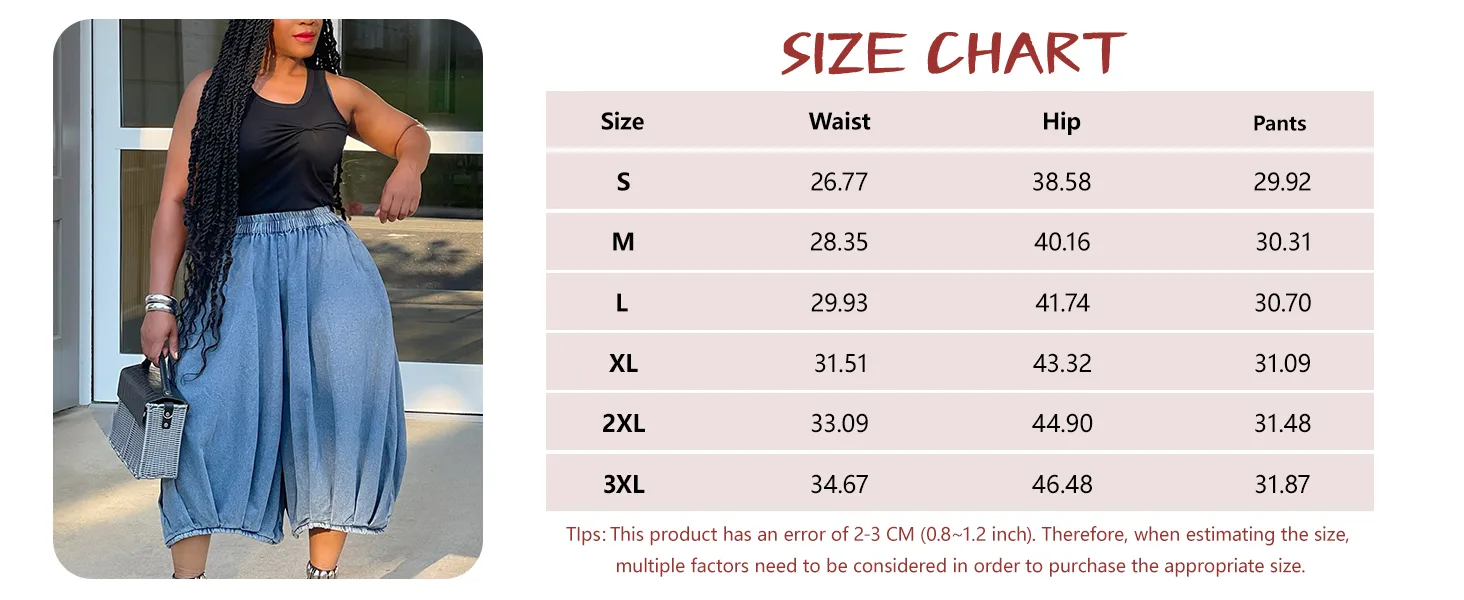 SIZE CHART
Size Waist Hip Pants
S 26.77 38.58 29.92
M 28.35 40.16 30.31
L 29.93 41.74 30.70
XL 31.51 43.32 31.09
2XL 33.09 44.90 31.48
3XL 34.67 46.48 31.87
TIps: This product has an error of 2-3 CM (0.8~1.2 inch). Therefore, when estimating the size,
multiple factors need to be considered in order to purchase the appropriate size.